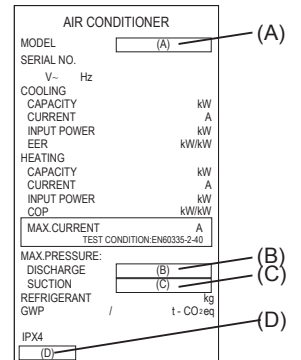 AIR CONDITIONER
MODEL (A) (A)
SERIAL NO.
V~ Hz
COOLING
CAPACITY kW
CURRENT A
INPUT POWER kW
EER kW/kW
HEATING
CAPACITY kW
CURRENT A
INPUT POWER kW
COP kW/kW
MAX.CURRENT A
TEST CONDITION:EN60335-2-40
MAX.PRESSURE:
DISCHARGE (B) (B)
SUCTION (C) (C)
REFRIGERANT kg
GWP / t - CO2eq
IPX4 (D)
(D)